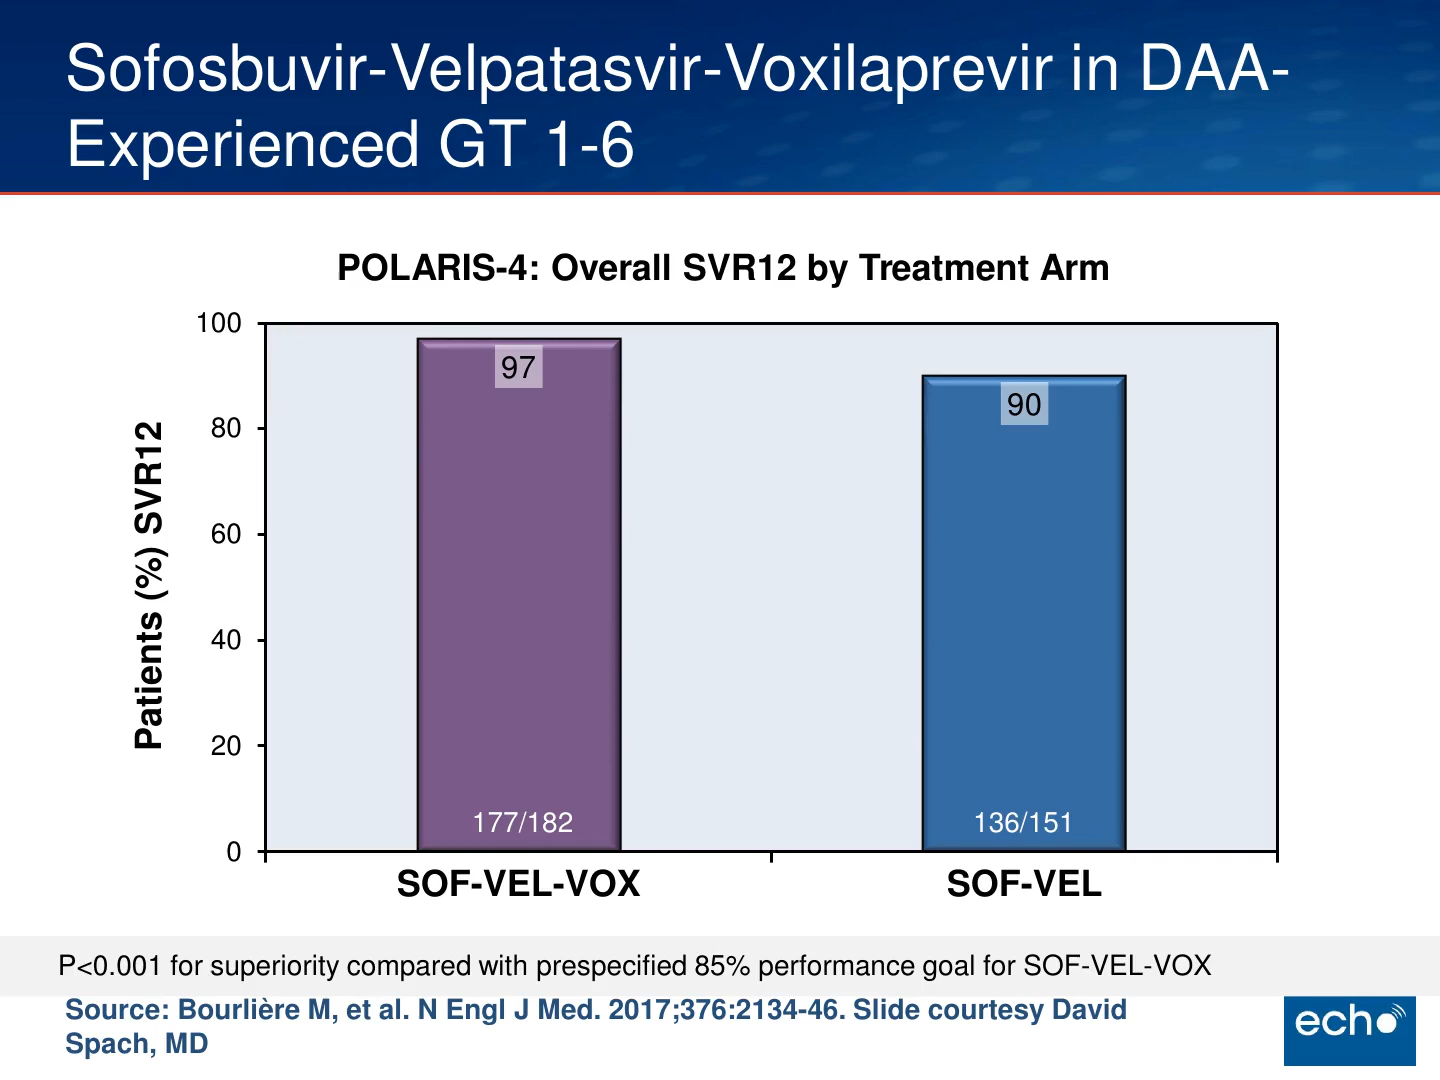 Sofosbuvir-Velpatasvir-Voxilaprevir in DAA-
Experienced GT 1-6
POLARIS-4: Overall SVR12 by Treatment Arm
Patients (%) SVR12
100
80
60
40
20
0
97
90
177/182
136/151
SOF-VEL-VOX
SOF-VEL
P<0.001 for superiority compared with prespecified 85% performance goal for SOF-VEL-VOX
Source: Bourlière M, et al. N Engl J Med. 2017;376:2134-46. Slide courtesy David
Spach, MD
echo